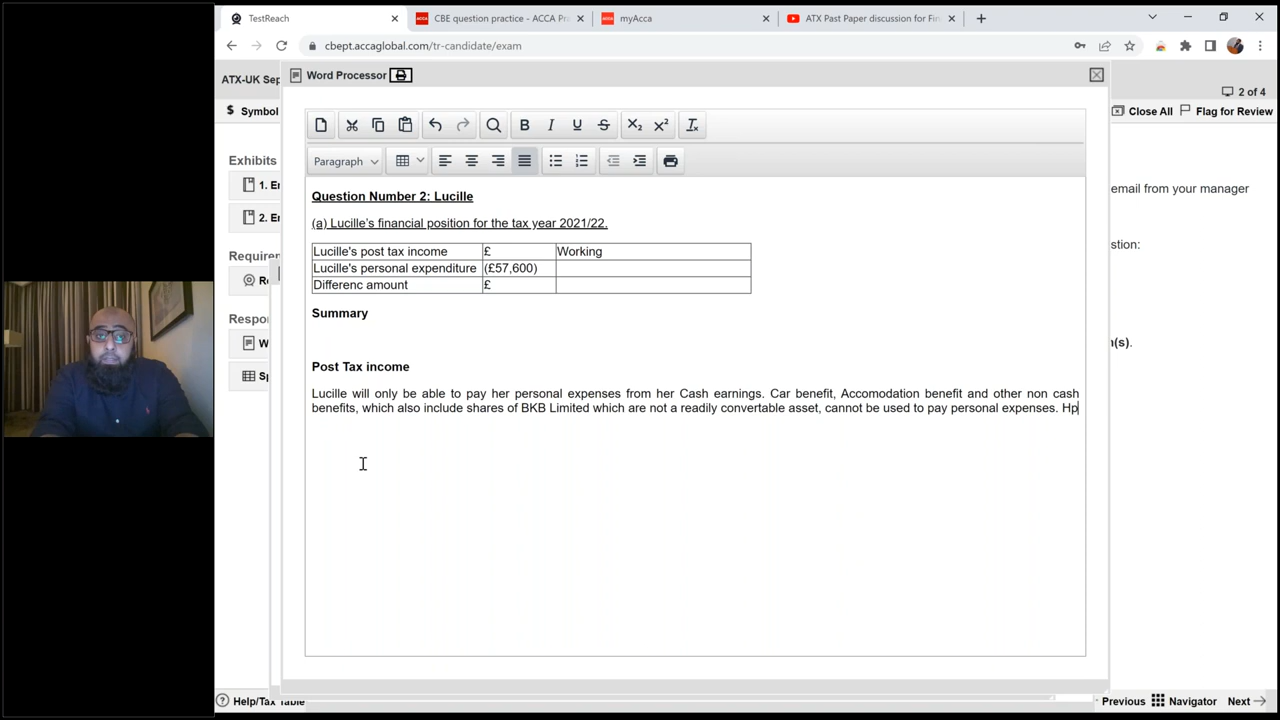 TestReach
CBE question practice - ACCA Pr
myAcca
ATX Past Paper discussion for Fin
cbept.accaglobal.com/tr-candidate/exam
ATX-UK Sep
Word Processor
2 of 4
$ Symbol
Close All
Flag for Review
Paragraph
Exhibits
1. Er
2. Er
Requirer
Re
Respo
W
Sp
email from your manager
stion:
n(s).
Question Number 2: Lucille
(a) Lucille's financial position for the tax year 2021/22.
Lucille's post tax income £ Working
Lucille's personal expenditure (£57,600)
Differenc amount £
Summary
Post Tax income
Lucille will only be able to pay her personal expenses from her Cash earnings. Car benefit, Accomodation benefit and other non cash
benefits, which also include shares of BKB Limited which are not a readily convertable asset, cannot be used to pay personal expenses. Hp
Help/Tax Table
Previous
Navigator
Next